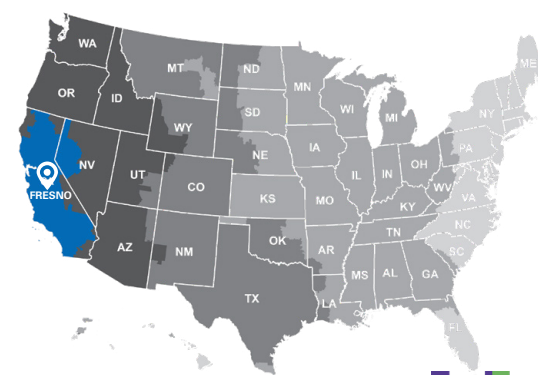 WA
ME
MT
ND
MN
OR
ID
WI
NY
SD
MI
WY
IA
PA
NE
OH
NV
IL
IN
UT
CO
WV
VA
FRESNO
KS
MO
KY
NC
TN
OK
AZ
NM
AR
SC
MS
AL
GA
TX
LA
FL